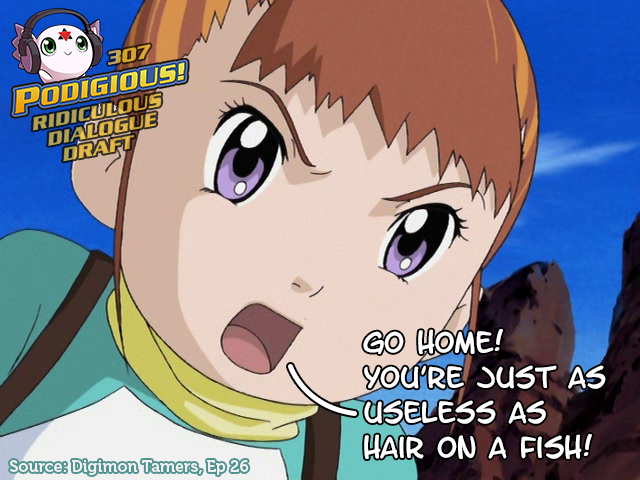 307
PODIGIOUS!
RIDICULOUS
DIALOGUE
DRAFT
GO HOME!
YOU'RE JUST AS
USELESS AS
HAIR ON A FISH!
Source: Digimon Tamers, Ep 26